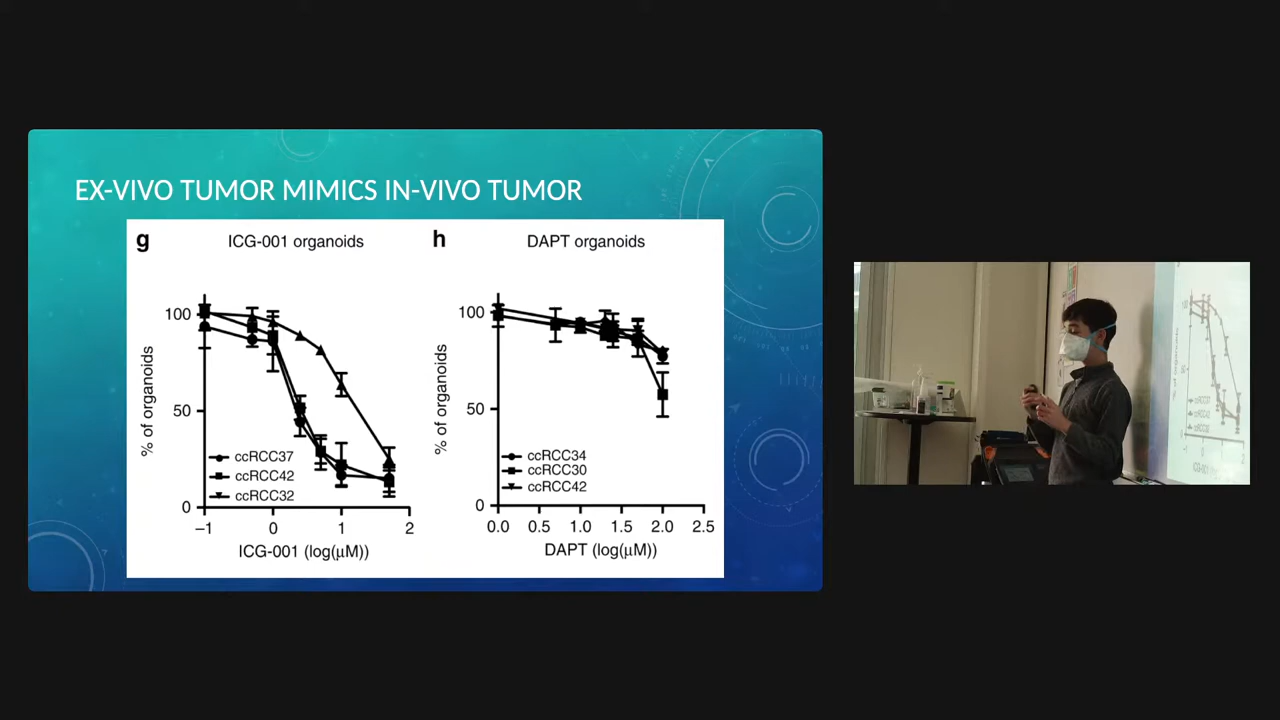 EX-VIVO TUMOR MIMICS IN-VIVO TUMOR
g
ICG-001 organoids
100
50
0
% of organoids
ccRCC37
ccRCC42
ccRCC32
−1 0 1 2
ICG-001 (log(μM))
h
DAPT organoids
100
50
0
% of organoids
ccRCC34
ccRCC30
ccRCC42
0.0 0.5 1.0 1.5 2.0 2.5
DAPT (log(μM))